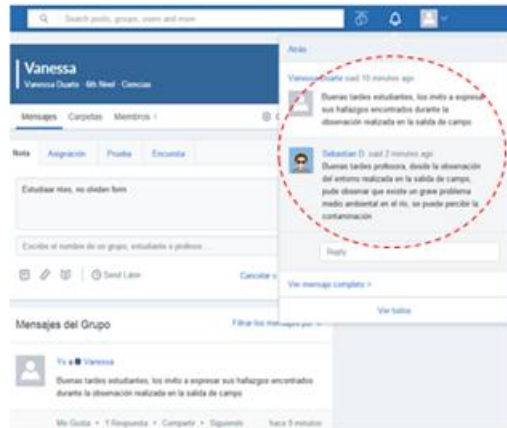 Search posts, groups, users and more
Vanessa
Vanessa Duarte · 6th Nivel · Ciencias
Mensajes Carpetas Miembros
Nota Asignación Prueba Encuesta
no olviden
Escribe el nombre de un grupo, estudiante o profesor...
Send Later
Cancelar o
Mensajes del Grupo
Filtrar los mensajes por
Yo a Vanessa
Buenas tardes estudiantes, los invito a expresar sus hallazgos encontrados
durante la observación realizada en la salida de campo
Me Gusta • 1 Respuesta • Compartir • Siguiendo hace 9 minutos
Atrás
Vanessa Duarte said 10 minutes ago
Buenas tardes estudiantes, los invito a expresar
sus hallazgos encontrados durante la
observación realizada en la salida de campo
Sebastian D. said 2 minutes ago
Buenas tardes profesora, desde la observación
del entorno realizada en la salida de campo,
pude observar que existe un grave problema
medio ambiental en el río, se puede percibir la
contaminación
Reply
Ver mensaje completo >
Ver todos